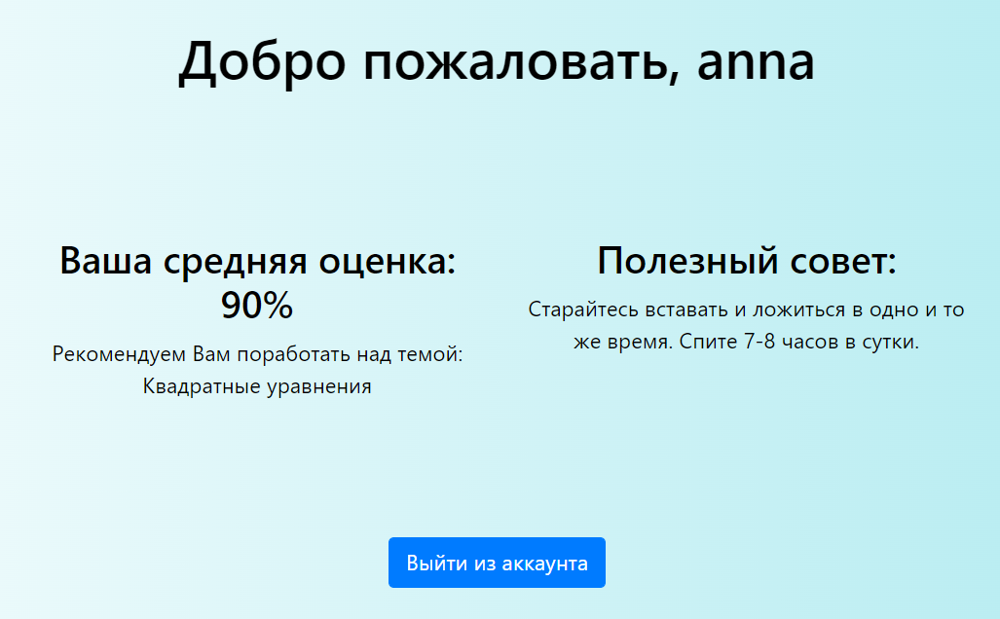 Добро пожаловать, anna
Ваша средняя оценка:
90%
Рекомендуем Вам поработать над темой:
Квадратные уравнения
Полезный совет:
Старайтесь вставать и ложиться в одно и то
же время. Спите 7-8 часов в сутки.
Выйти из аккаунта